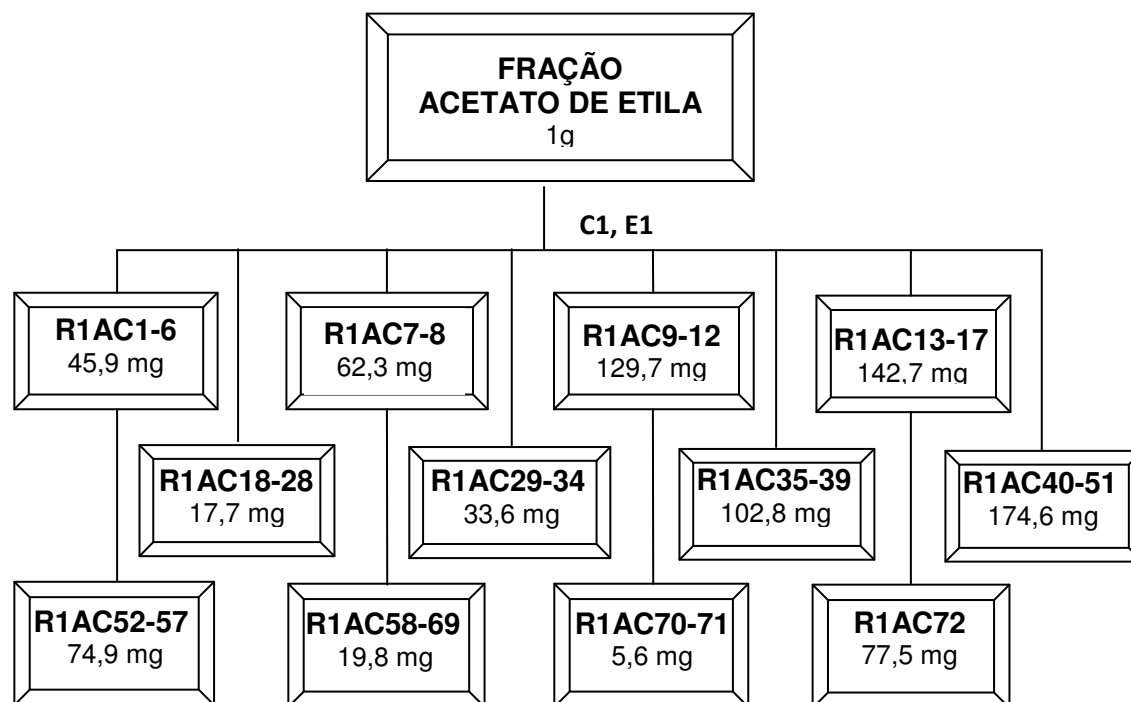 FRAÇÃO
ACETATO DE ETILA
1g
C1, E1
R1AC1-6
45,9 mg
R1AC7-8
62,3 mg
R1AC9-12
129,7 mg
R1AC13-17
142,7 mg
R1AC18-28
17,7 mg
R1AC29-34
33,6 mg
R1AC35-39
102,8 mg
R1AC40-51
174,6 mg
R1AC52-57
74,9 mg
R1AC58-69
19,8 mg
R1AC70-71
5,6 mg
R1AC72
77,5 mg